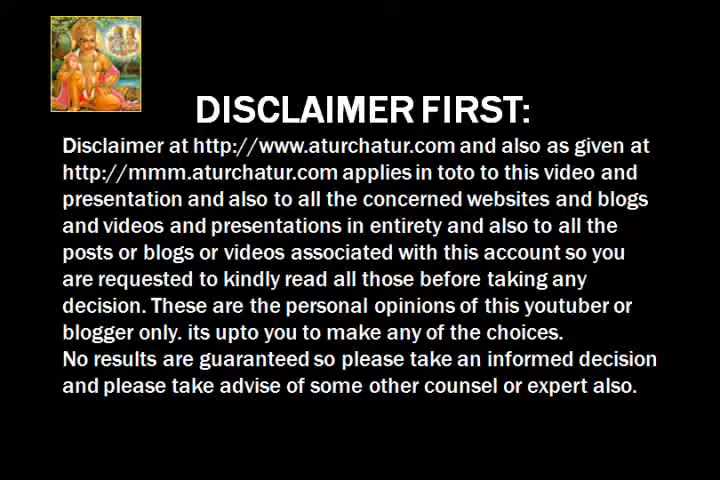 DISCLAIMER FIRST:
Disclaimer at http://www.aturchatur.com and also as given at
http://mmm.aturchatur.com applies in toto to this video and
presentation and also to all the concerned websites and blogs
and videos and presentations in entirety and also to all the
posts or blogs or videos associated with this account so you
are requested to kindly read all those before taking any
decision. These are the personal opinions of this youtuber or
blogger only. its upto you to make any of the choices.
No results are guaranteed so please take an informed decision
and please take advise of some other counsel or expert also.